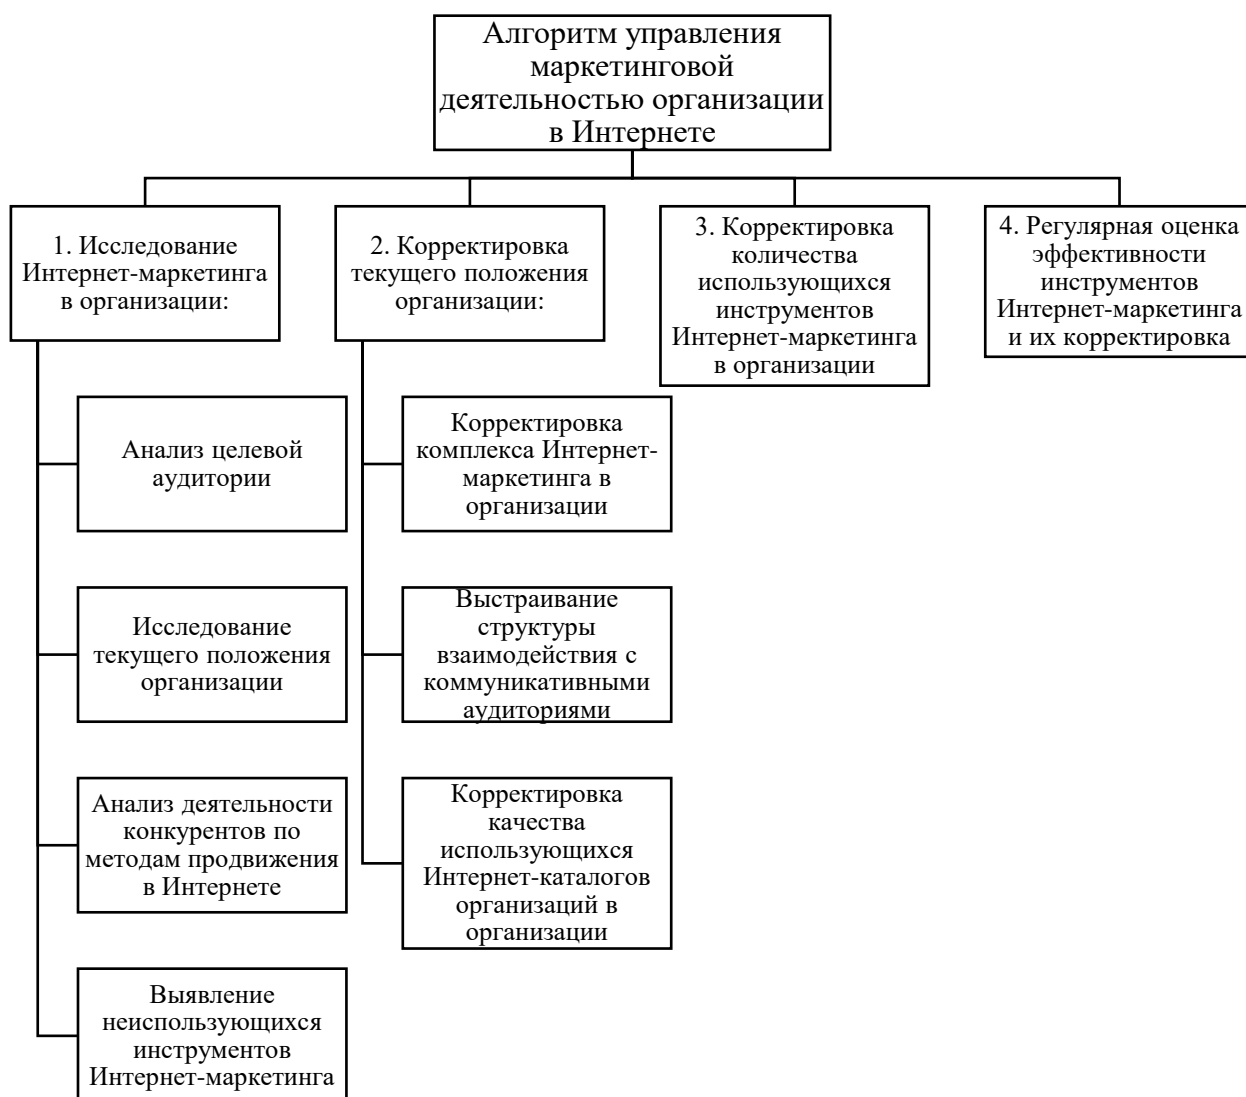 Алгоритм управления
маркетинговой
деятельностью организации
в Интернете
1. Исследование
Интернет-маркетинга
в организации:
2. Корректировка
текущего положения
организации:
3. Корректировка
количества
использующихся
инструментов
Интернет-маркетинга
в организации
4. Регулярная оценка
эффективности
инструментов
Интернет-маркетинга
и их корректировка
Анализ целевой
аудитории
Исследование
текущего положения
организации
Анализ деятельности
конкурентов по
методам продвижения
в Интернете
Выявление
неиспользующихся
инструментов
Интернет-маркетинга
Корректировка
комплекса Интернет-
маркетинга в
организации
Выстраивание
структуры
взаимодействия с
коммуникативными
аудиториями
Корректировка
качества
использующихся
Интернет-каталогов
организаций в
организации